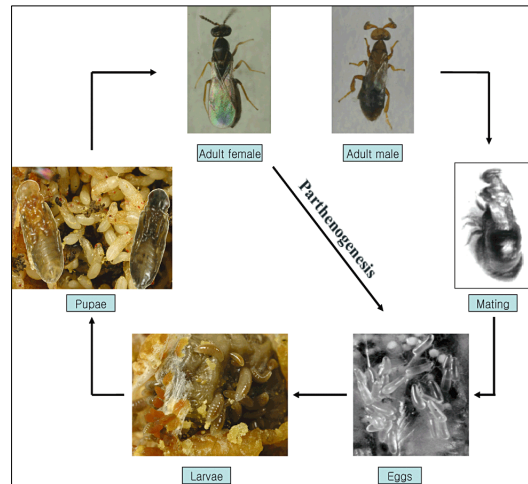 Adult female
Adult male
Parthenogenesis
Pupae
Mating
Larvae
Eggs